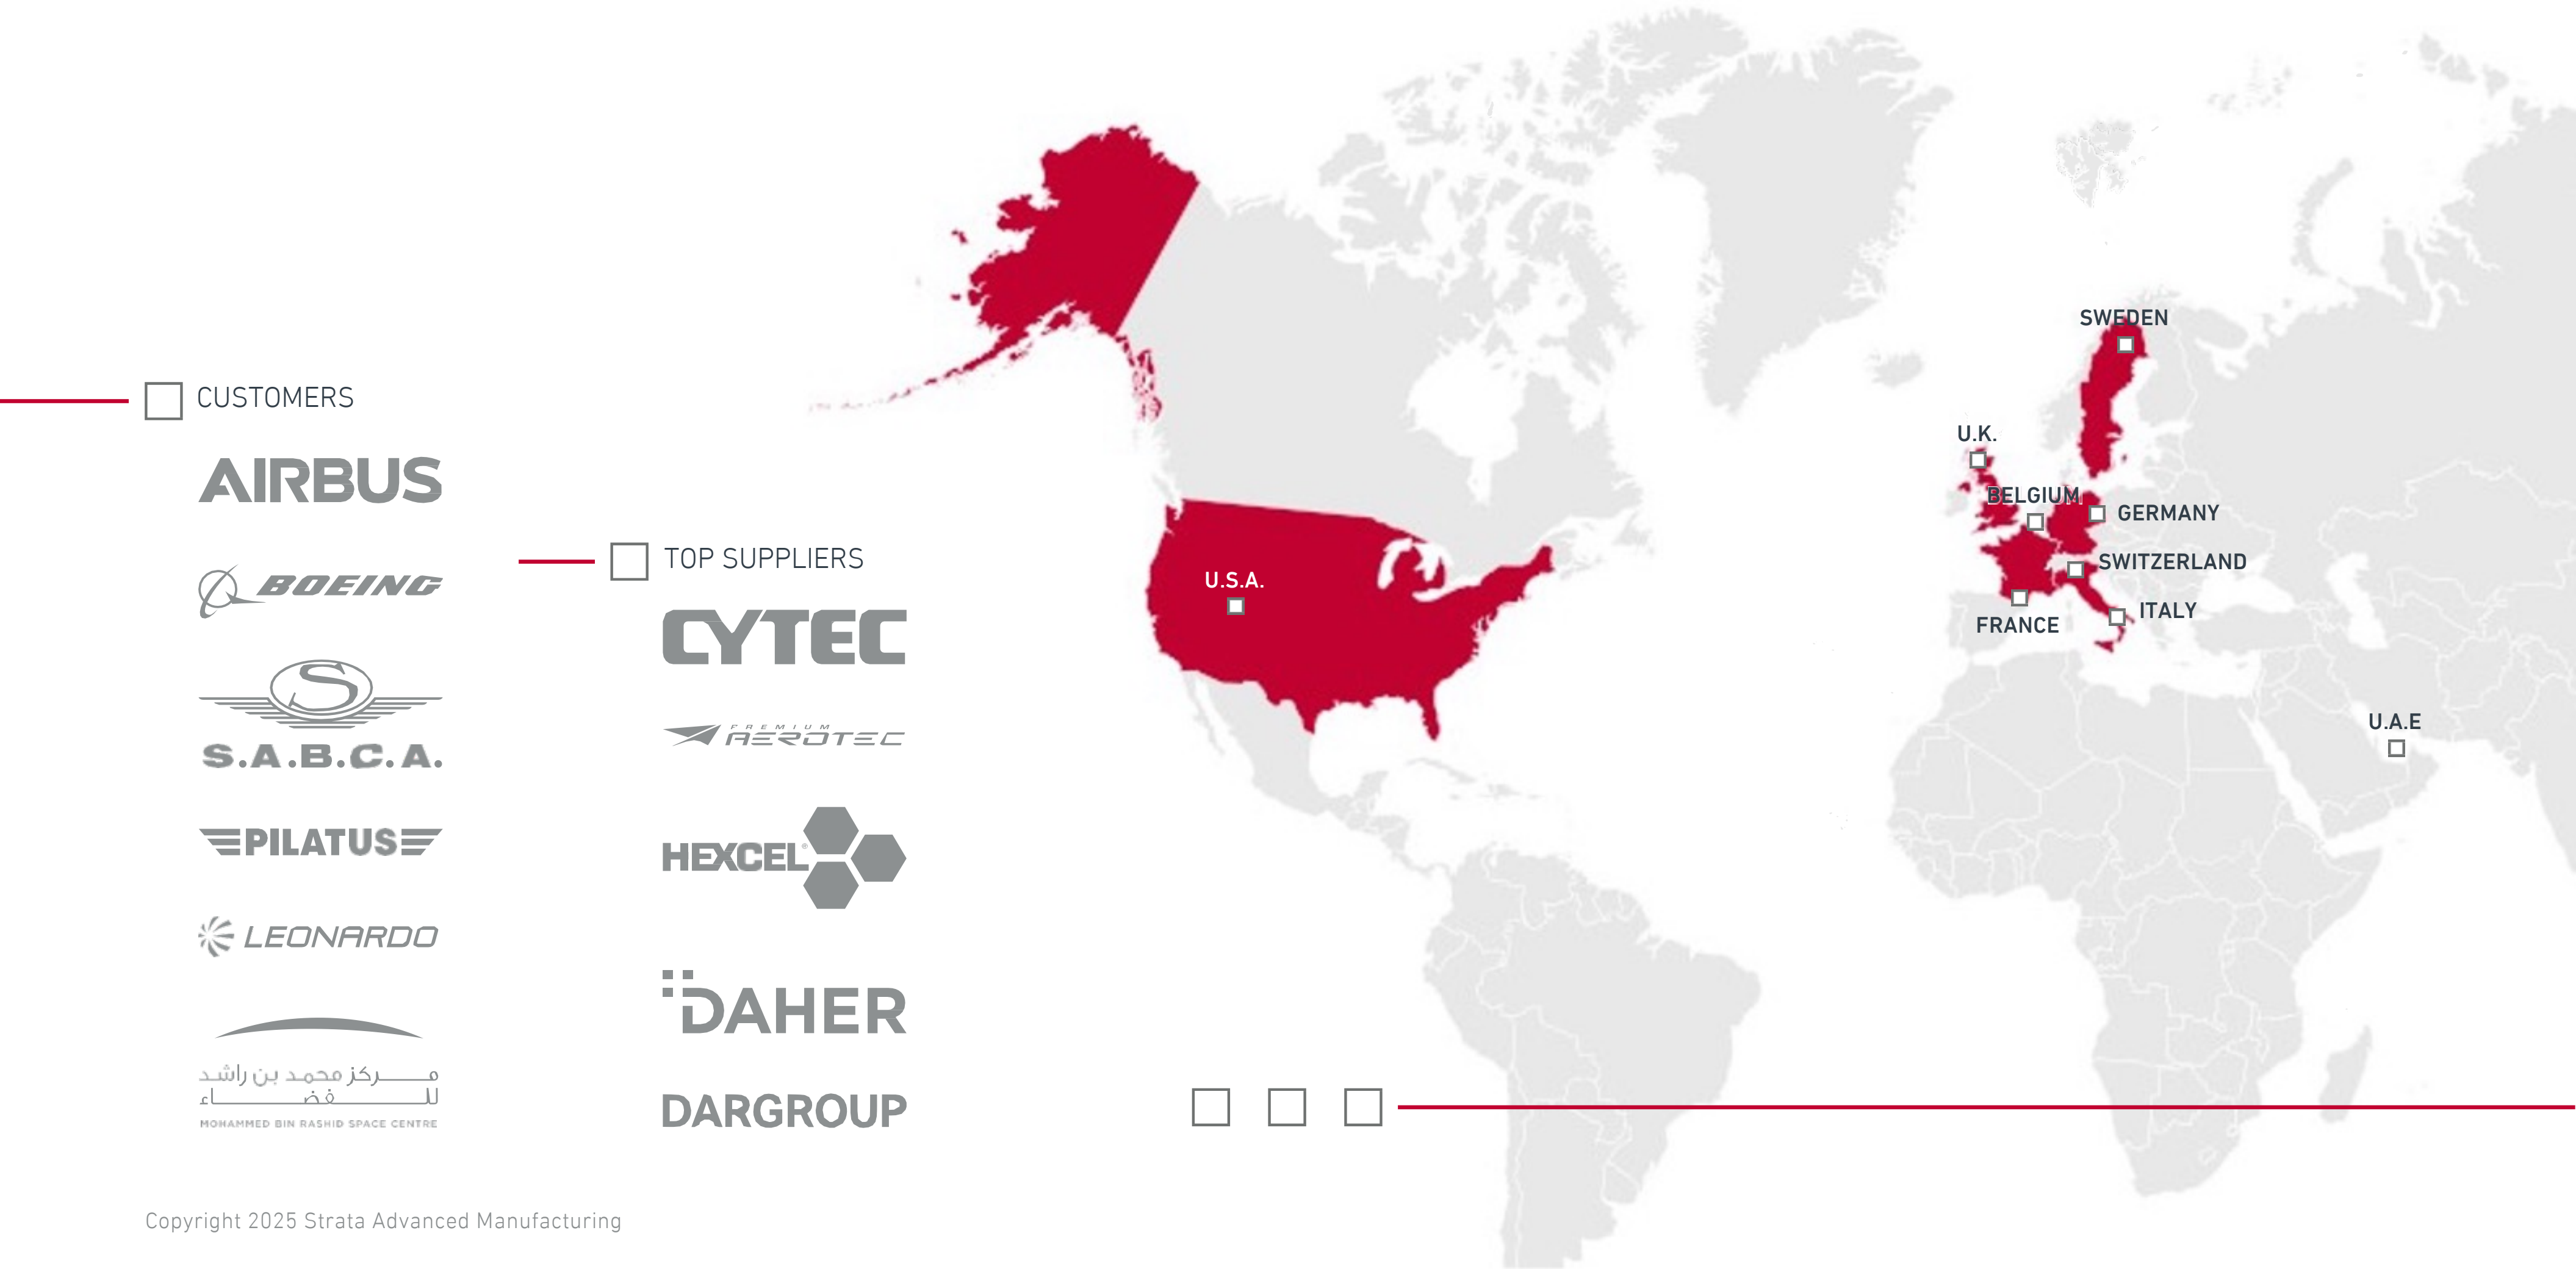 CUSTOMERS
AIRBUS
BOEING
S
S.A.B.C.A.
PILATUS
LEONARDO
مركز محمد بن راشد
للفضاء
MOHAMMED BIN RASHID SPACE CENTRE
TOP SUPPLIERS
CYTEC
PREMIUM
AEROTEC
HEXCEL®
DAHER
DARGROUP
U.S.A.
SWEDEN
U.K.
BELGIUM
GERMANY
SWITZERLAND
ITALY
FRANCE
U.A.E
Copyright 2025 Strata Advanced Manufacturing